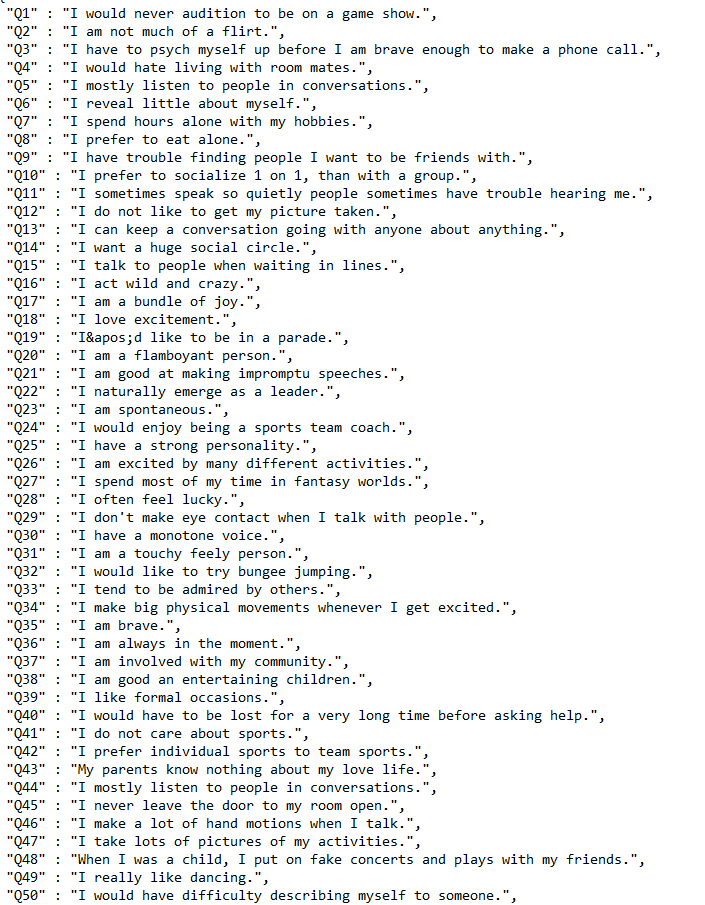 "Q1" : "I would never audition to be on a game show.",
"Q2" : "I am not much of a flirt.",
"Q3" : "I have to psych myself up before I am brave enough to make a phone call.",
"Q4" : "I would hate living with room mates.",
"Q5" : "I mostly listen to people in conversations.",
"Q6" : "I reveal little about myself.",
"Q7" : "I spend hours alone with my hobbies.",
"Q8" : "I prefer to eat alone.",
"Q9" : "I have trouble finding people I want to be friends with.",
"Q10" : "I prefer to socialize 1 on 1, than with a group.",
"Q11" : "I sometimes speak so quietly people sometimes have trouble hearing me.",
"Q12" : "I do not like to get my picture taken.",
"Q13" : "I can keep a conversation going with anyone about anything.",
"Q14" : "I want a huge social circle.",
"Q15" : "I talk to people when waiting in lines.",
"Q16" : "I act wild and crazy.",
"Q17" : "I am a bundle of joy.",
"Q18" : "I love excitement.",
"Q19" : "I&apos;d like to be in a parade.",
"Q20" : "I am a flamboyant person.",
"Q21" : "I am good at making impromptu speeches.",
"Q22" : "I naturally emerge as a leader.",
"Q23" : "I am spontaneous.",
"Q24" : "I would enjoy being a sports team coach.",
"Q25" : "I have a strong personality.",
"Q26" : "I am excited by many different activities.",
"Q27" : "I spend most of my time in fantasy worlds.",
"Q28" : "I often feel lucky.",
"Q29" : "I don't make eye contact when I talk with people.",
"Q30" : "I have a monotone voice.",
"Q31" : "I am a touchy feely person.",
"Q32" : "I would like to try bungee jumping.",
"Q33" : "I tend to be admired by others.",
"Q34" : "I make big physical movements whenever I get excited.",
"Q35" : "I am brave.",
"Q36" : "I am always in the moment.",
"Q37" : "I am involved with my community.",
"Q38" : "I am good an entertaining children.",
"Q39" : "I like formal occasions.",
"Q40" : "I would have to be lost for a very long time before asking help.",
"Q41" : "I do not care about sports.",
"Q42" : "I prefer individual sports to team sports.",
"Q43" : "My parents know nothing about my love life.",
"Q44" : "I mostly listen to people in conversations.",
"Q45" : "I never leave the door to my room open.",
"Q46" : "I make a lot of hand motions when I talk.",
"Q47" : "I take lots of pictures of my activities.",
"Q48" : "When I was a child, I put on fake concerts and plays with my friends.",
"Q49" : "I really like dancing.",
"Q50" : "I would have difficulty describing myself to someone.",